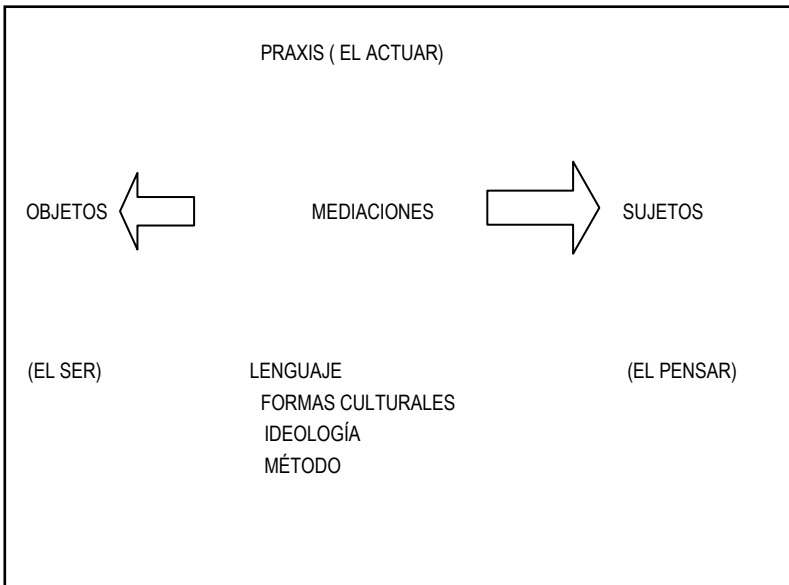 PRAXIS ( EL ACTUAR)
OBJETOS MEDIACIONES SUJETOS
(EL SER) LENGUAJE (EL PENSAR)
FORMAS CULTURALES
IDEOLOGÍA
MÉTODO